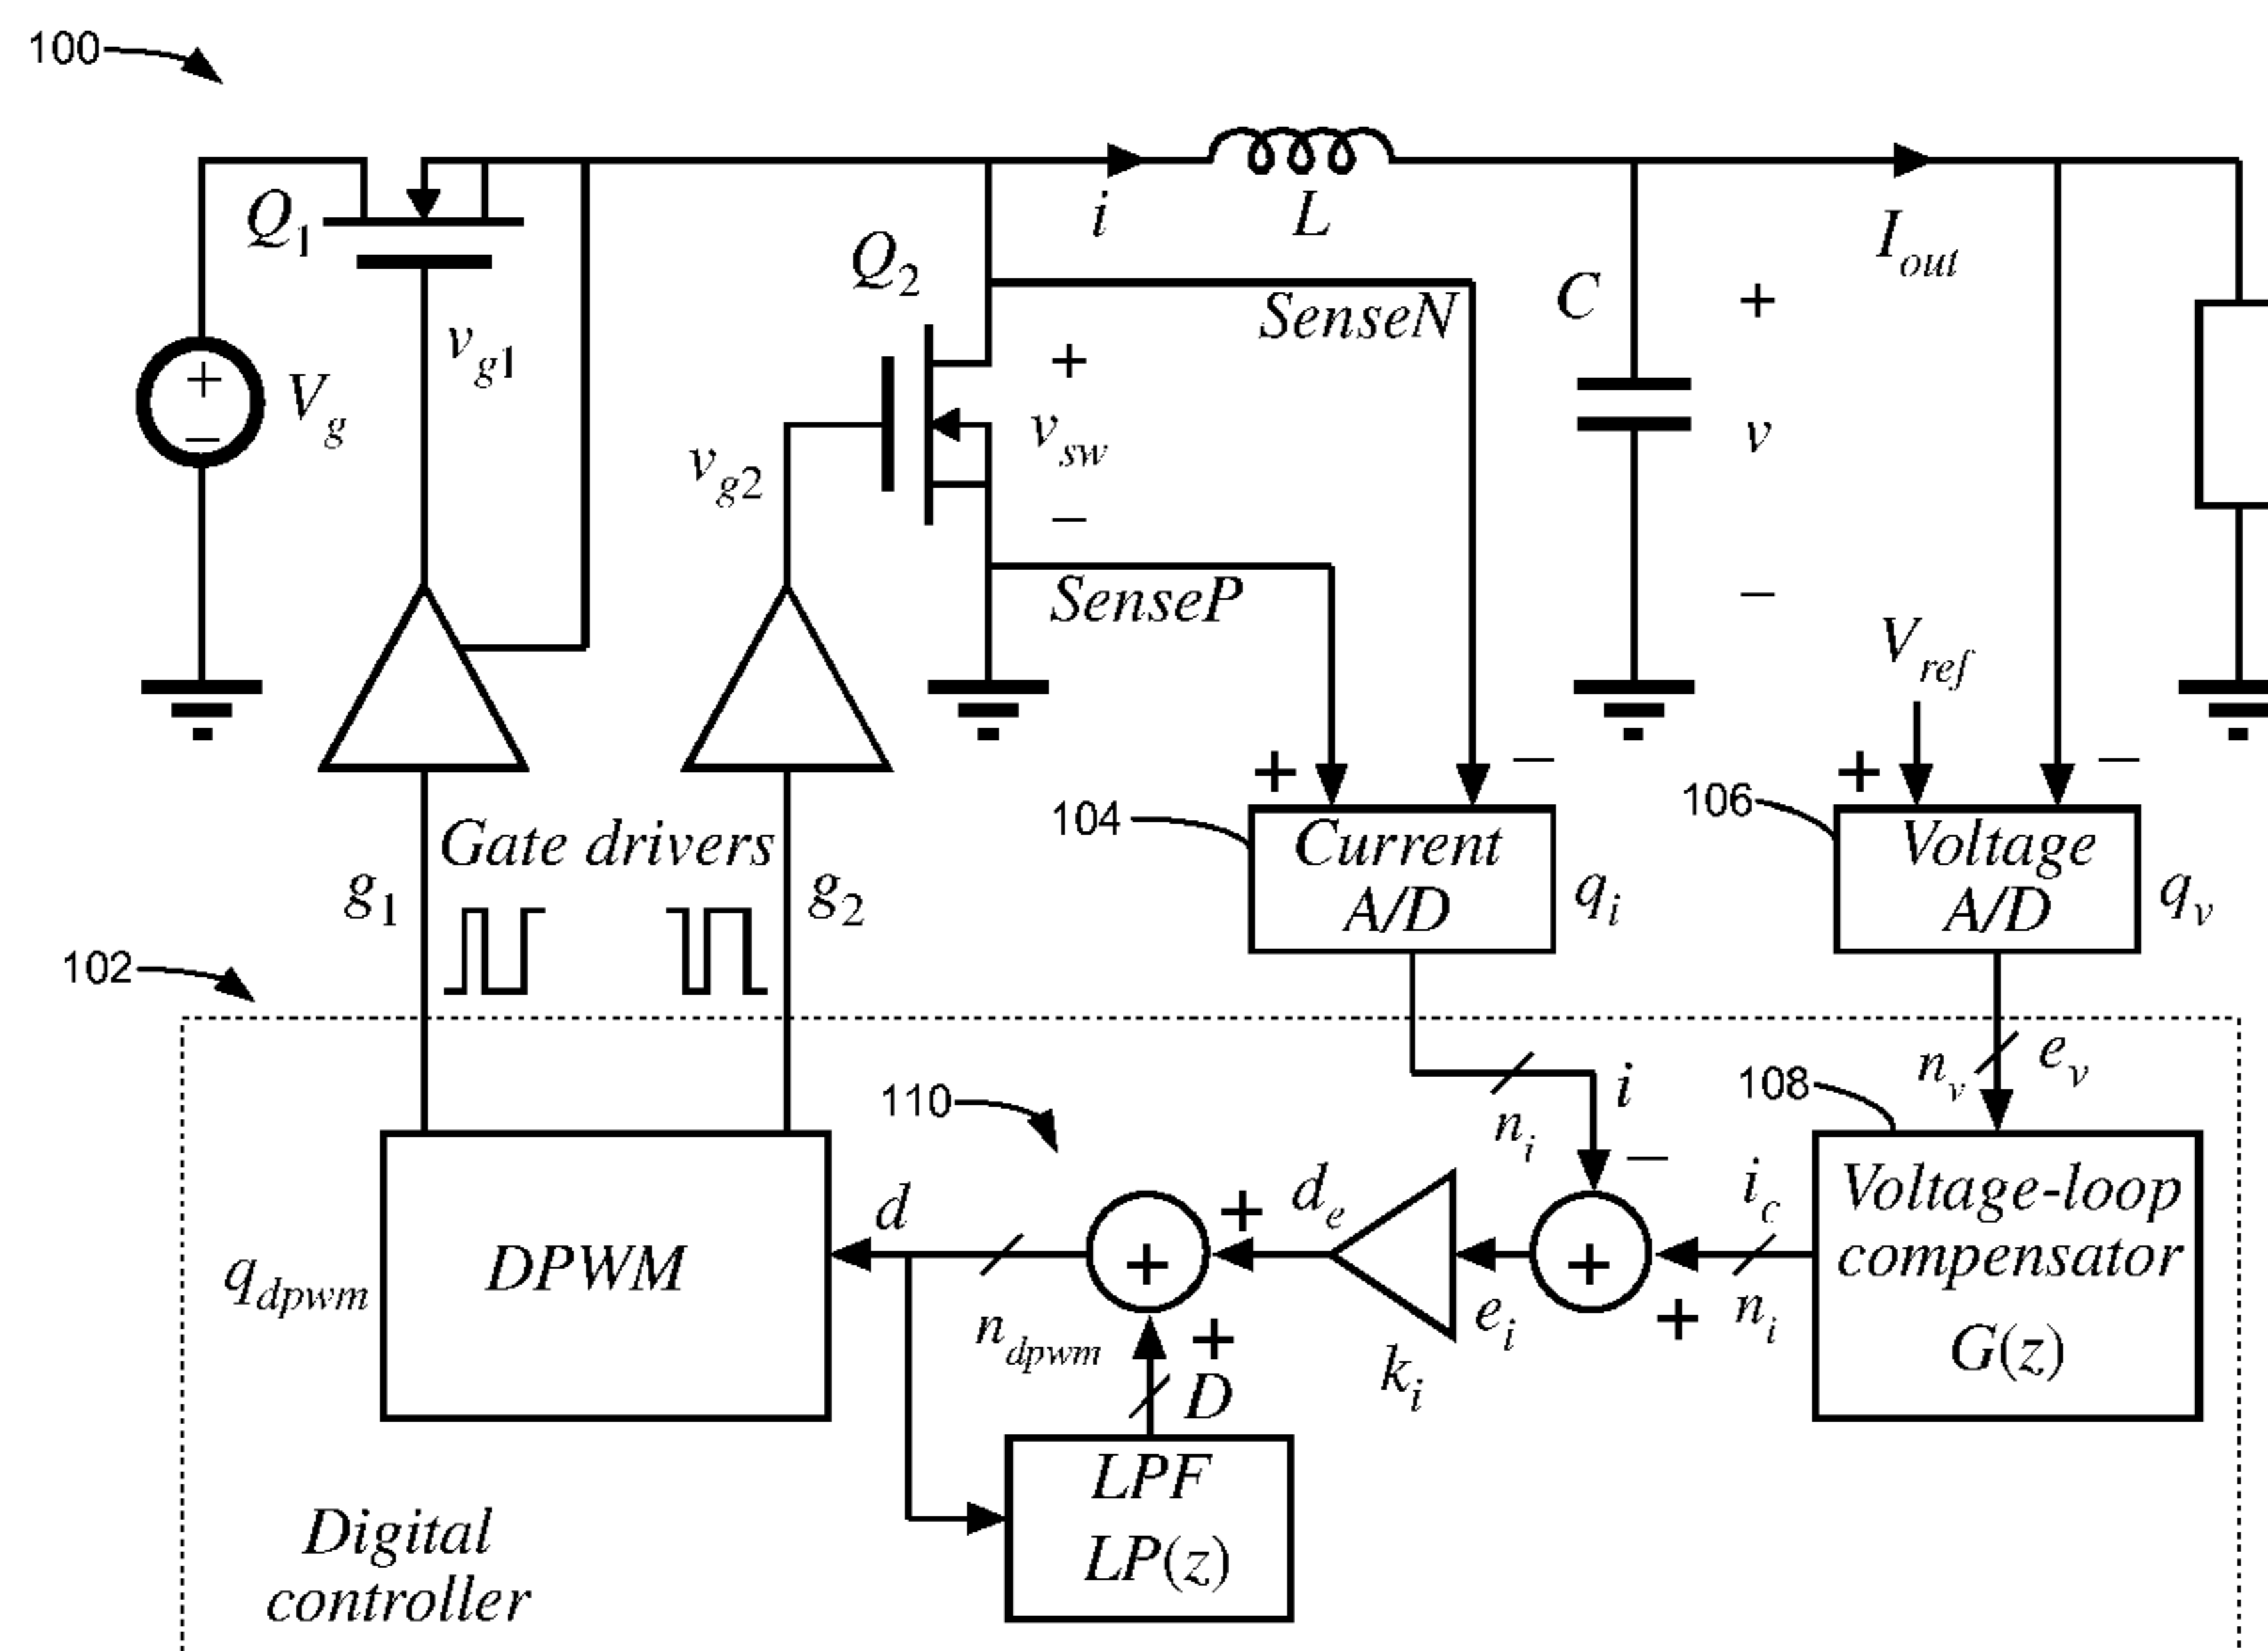 100
Q1
Vg
+
–
vg1
Q2
vg2
+
vsw
–
i
L
SenseN
SenseP
C
+
v
–
Iout
Vref
+
–
+
–
104
Current
A/D
qi
106
Voltage
A/D
qv
Gate drivers
g1
g2
102
ni
i
–
nv
ev
108
Voltage-loop
compensator
G(z)
ic
ni
+
+
ei
ki
de
+
110
+
+
D
d
ndpwm
DPWM
qdpwm
LPF
LP(z)
Digital
controller